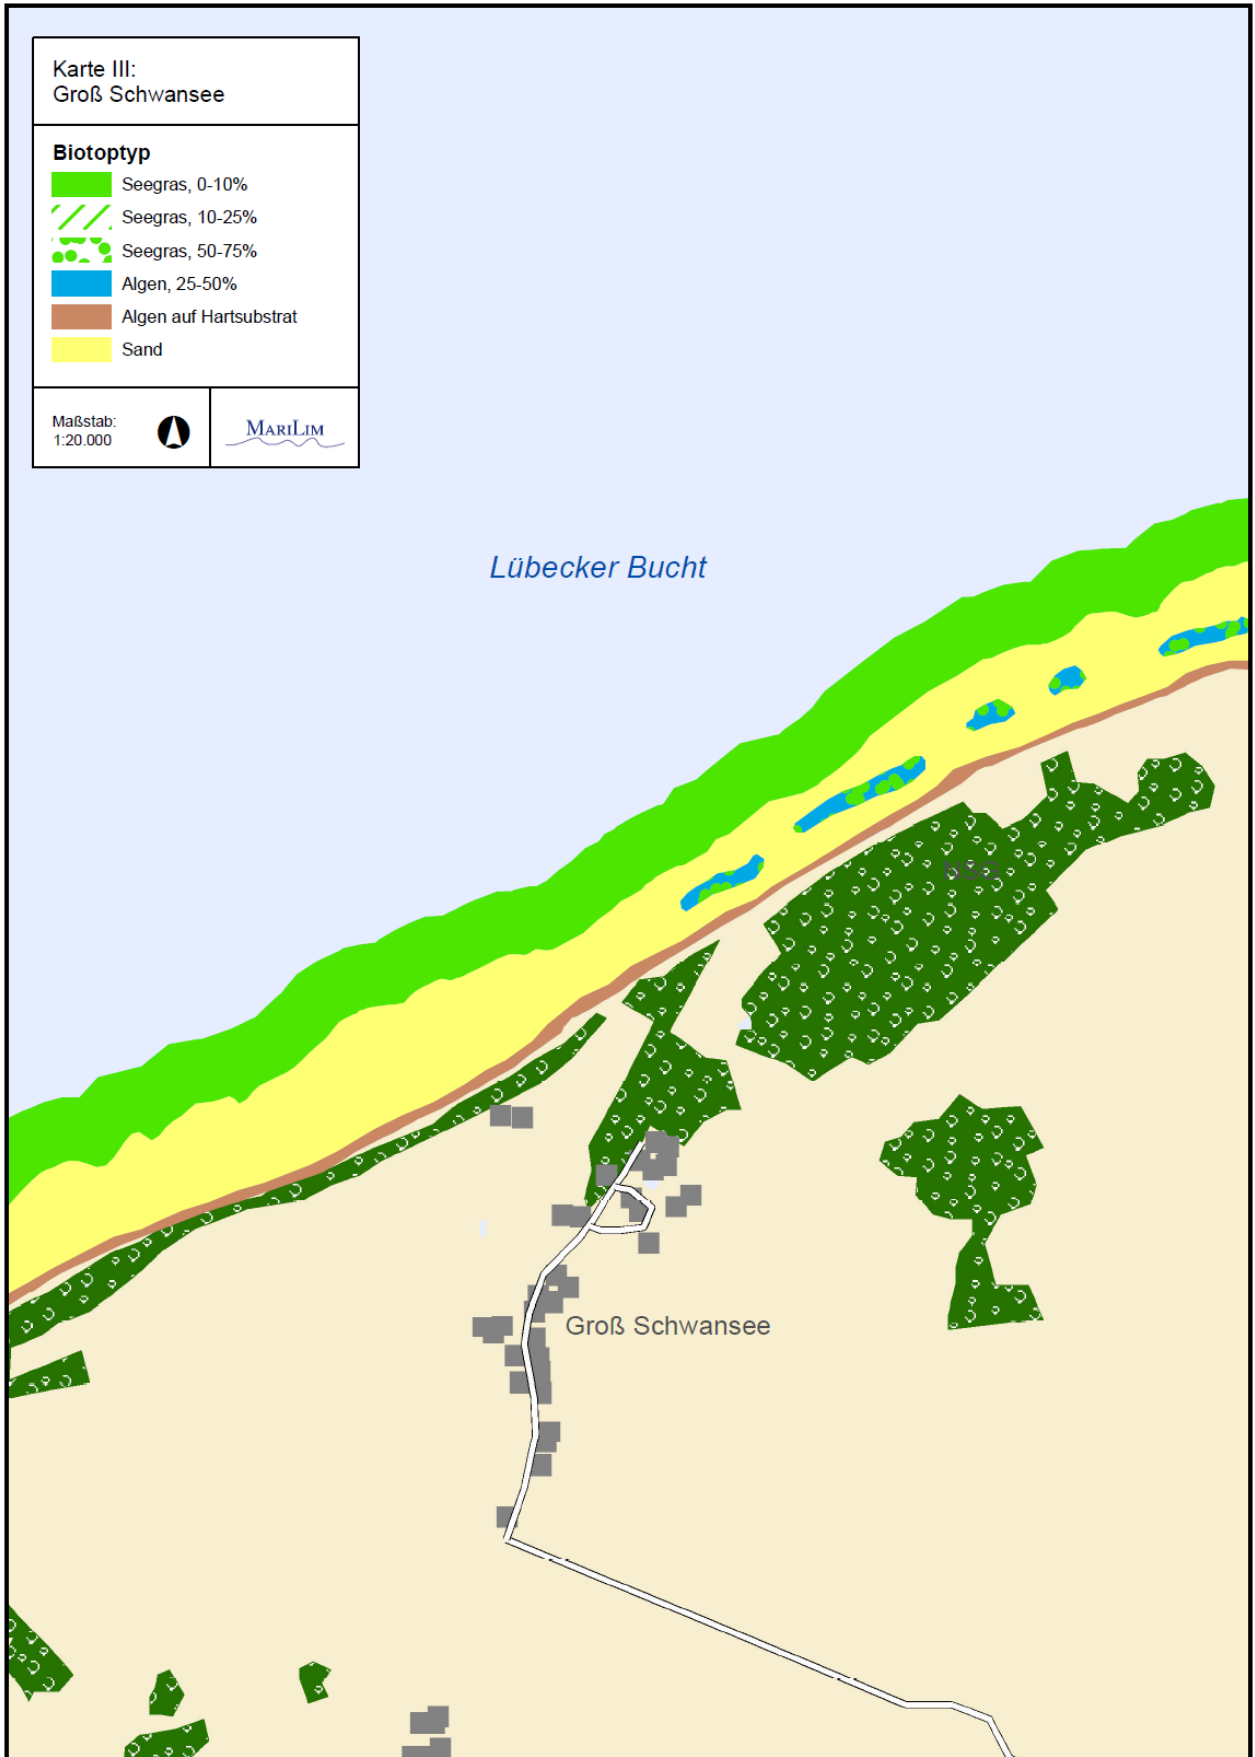 Karte III:
Groß Schwansee
Biotoptyp
Seegras, 0-10%
Seegras, 10-25%
Seegras, 50-75%
Algen, 25-50%
Algen auf Hartsubstrat
Sand
Maßstab:
1:20.000
MARILIM
Lübecker Bucht
NSG
Groß Schwansee